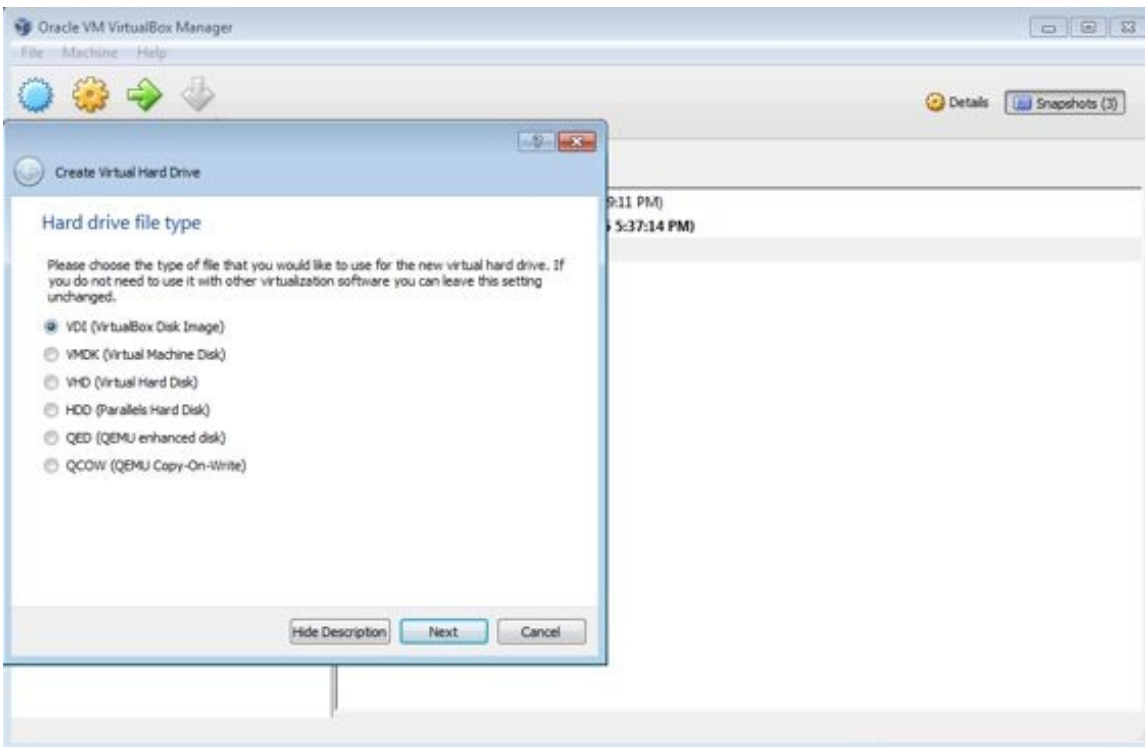 Oracle VM VirtualBox Manager
File Machine Help
Details Snapshots (3)
Create Virtual Hard Drive
9:11 PM)
5:37:14 PM)
Hard drive file type
Please choose the type of file that you would like to use for the new virtual hard drive. If
you do not need to use it with other virtualization software you can leave this setting
unchanged.
VDI (VirtualBox Disk Image)
VMDK (Virtual Machine Disk)
VHD (Virtual Hard Disk)
HDD (Parallels Hard Disk)
QED (QEMU enhanced disk)
QCOW (QEMU Copy-On-Write)
Hide Description Next Cancel